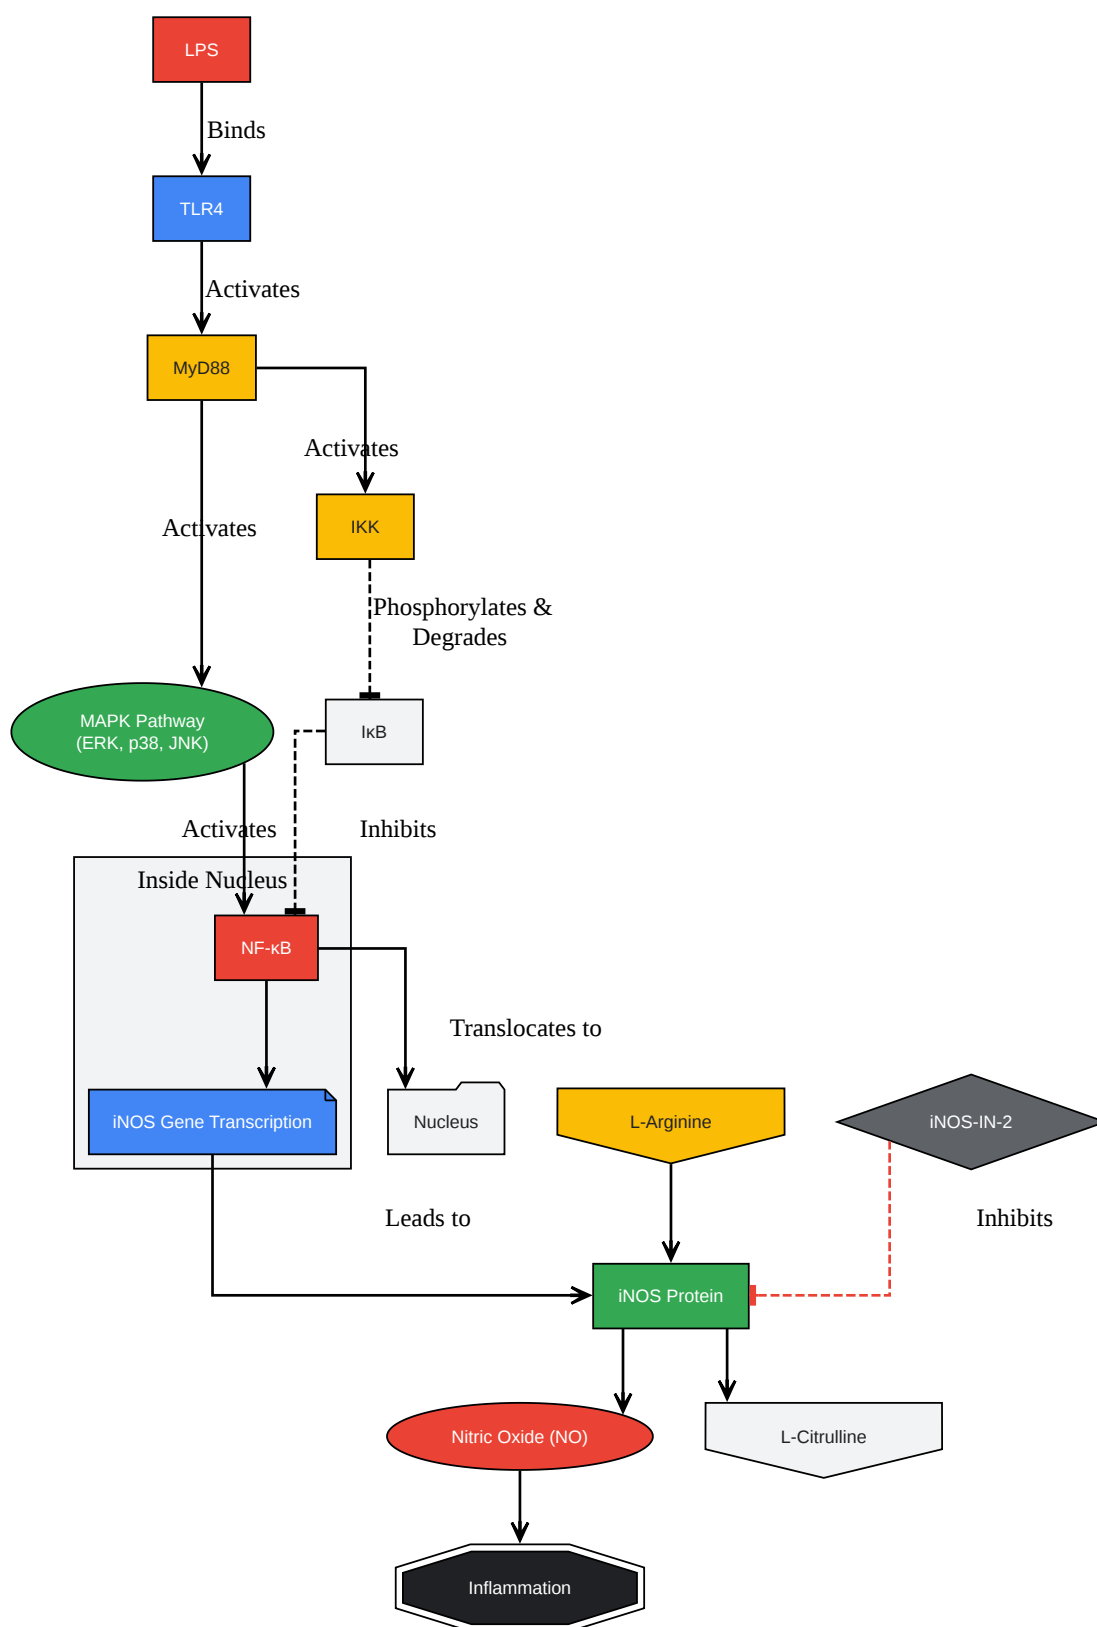 LPS
Binds
TLR4
Activates
MyD88
Activates
IKK
Activates
Phosphorylates &
Degrades
MAPK Pathway
(ERK, p38, JNK)
IκB
Activates
Inhibits
Inside Nucleus
NF-κB
Translocates to
iNOS Gene Transcription
Nucleus
L-Arginine
iNOS-IN-2
Leads to
Inhibits
iNOS Protein
Nitric Oxide (NO)
L-Citrulline
Inflammation